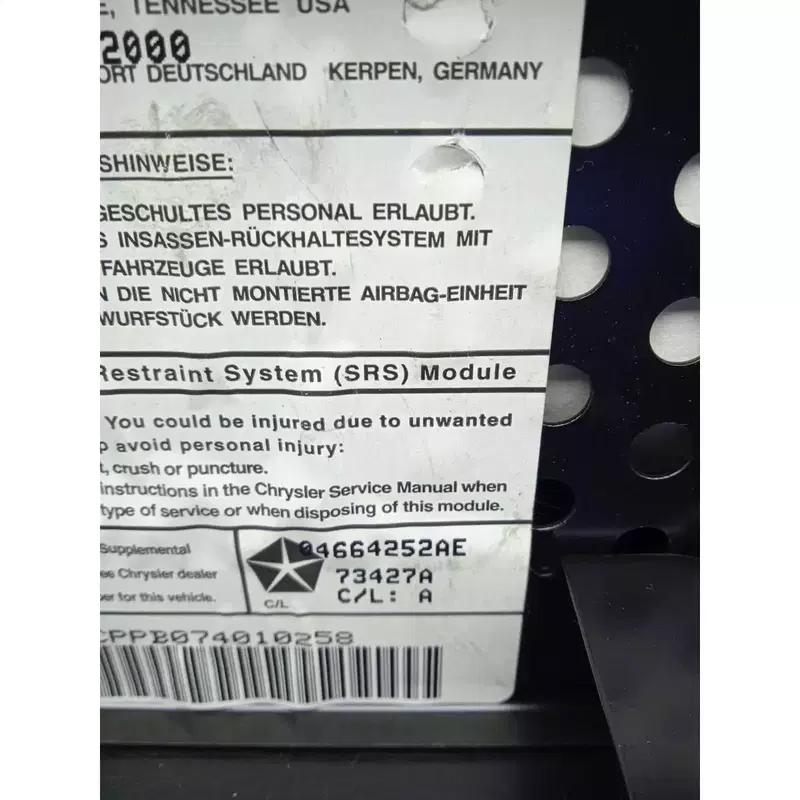 E, TENNESSEE USA
2000
ORT DEUTSCHLAND KERPEN, GERMANY
SHINWEISE:
GESCHULTES PERSONAL ERLAUBT.
S INSASSEN-RÜCKHALTESYSTEM MIT
FAHRZEUGE ERLAUBT.
N DIE NICHT MONTIERTE AIRBAG-EINHEIT
WURFSTÜCK WERDEN.
Restraint System (SRS) Module
You could be injured due to unwanted
p avoid personal injury:
t, crush or puncture.
instructions in the Chrysler Service Manual when
type of service or when disposing of this module.
Supplemental
ee Chrysler dealer
er for this vehicle.
C/L
04664252AE
73427A
C/L: A
CPPB074010258